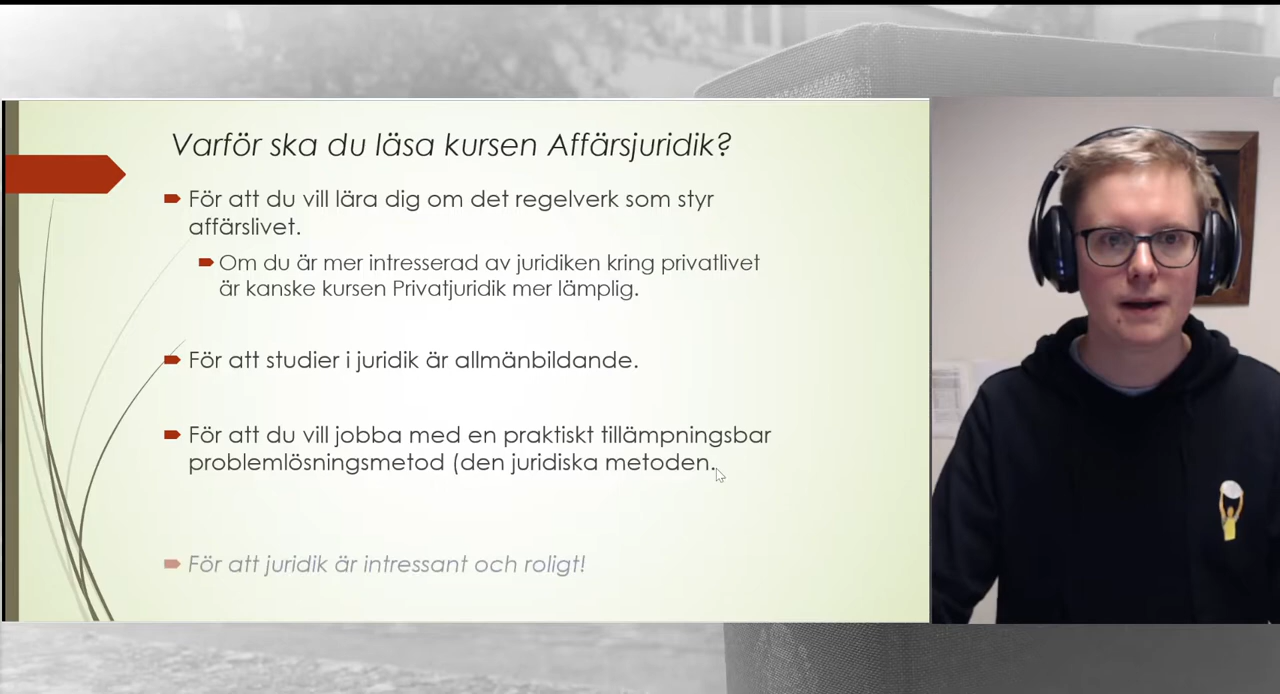 Varför ska du läsa kursen Affärsjuridik?
För att du vill lära dig om det regelverk som styr
affärslivet.
Om du är mer intresserad av juridiken kring privatlivet
är kanske kursen Privatjuridik mer lämplig.
För att studier i juridik är allmänbildande.
För att du vill jobba med en praktiskt tillämpningsbar
problemlösningsmetod (den juridiska metoden.
För att juridik är intressant och roligt!